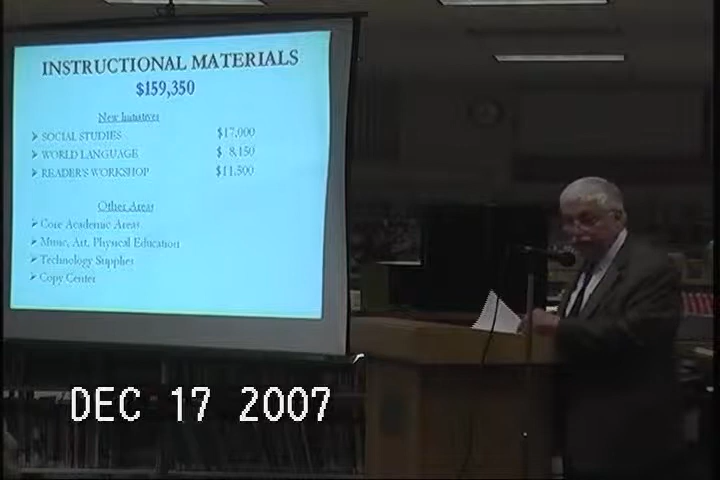 INSTRUCTIONAL MATERIALS
$159,350
New Initiatives
➤ SOCIAL STUDIES $17,000
➤ WORLD LANGUAGE $ 8,150
➤ READER'S WORKSHOP $11,500
Other Areas
➤ Core Academic Areas
➤ Music, Art, Physical Education
➤ Technology Supplies
➤ Copy Center
DEC 17 2007